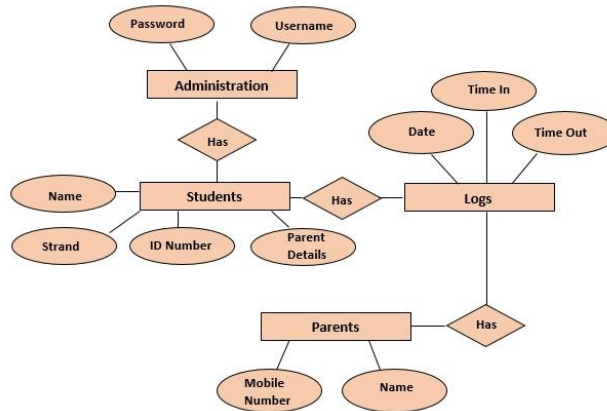 Password
Username
Administration
Time In
Has
Date
Time Out
Name
Students
Has
Logs
Strand
ID Number
Parent
Details
Parents
Has
Mobile
Number
Name